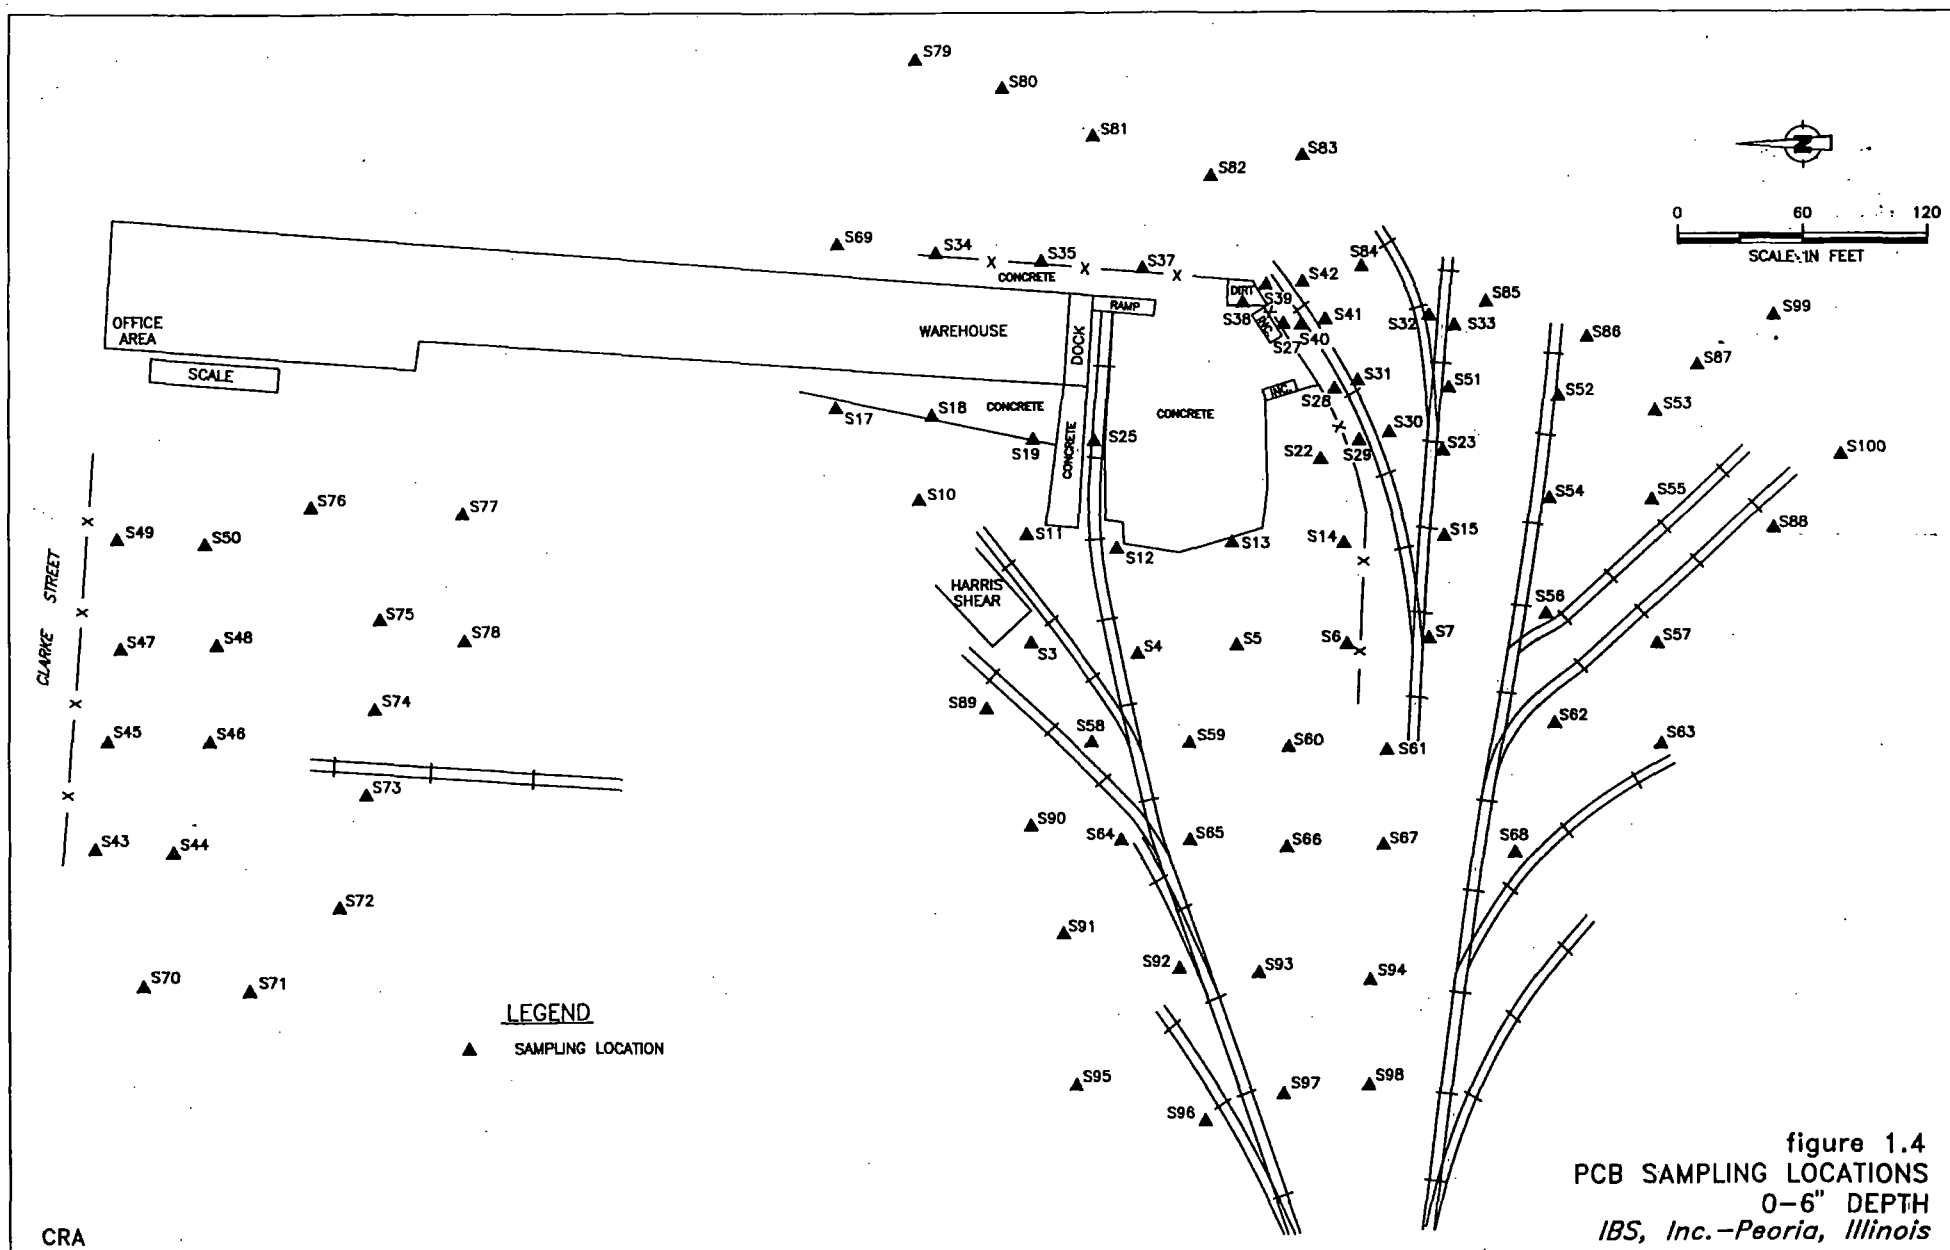 S79
S80
S81
S82
S83
N
0 60 120
SCALE IN FEET
S69
S34
X
S35
X
S37
X
CONCRETE
S84
S42
DIRT
S39
S38
X
INC.
S27
S40
S41
RAMP
S85
S32
S33
S99
S86
S87
OFFICE
AREA
WAREHOUSE
DOCK
SCALE
S31
S28
INC.
S51
S52
S53
S17
S18
CONCRETE
CONCRETE
S19
CONCRETE
S25
X
S30
S22
S29
S23
S100
S76
S77
S10
S54
S55
S88
CLARKE STREET
X
X
X
X
S49
S50
S11
S12
S13
S14
X
S15
HARRIS
SHEAR
S75
S56
S47
S48
S78
S3
S4
S5
S6
X
S7
S57
S74
S89
S58
S59
S60
S61
S62
S63
S45
S46
S73
S90
S64
S65
S66
S67
S68
S43
S44
S72
S91
S92
S93
S94
S70
S71
LEGEND
SAMPLING LOCATION
S95
S96
S97
S98
figure 1.4
PCB SAMPLING LOCATIONS
0-6" DEPTH
IBS, Inc.-Peoria, Illinois
CRA